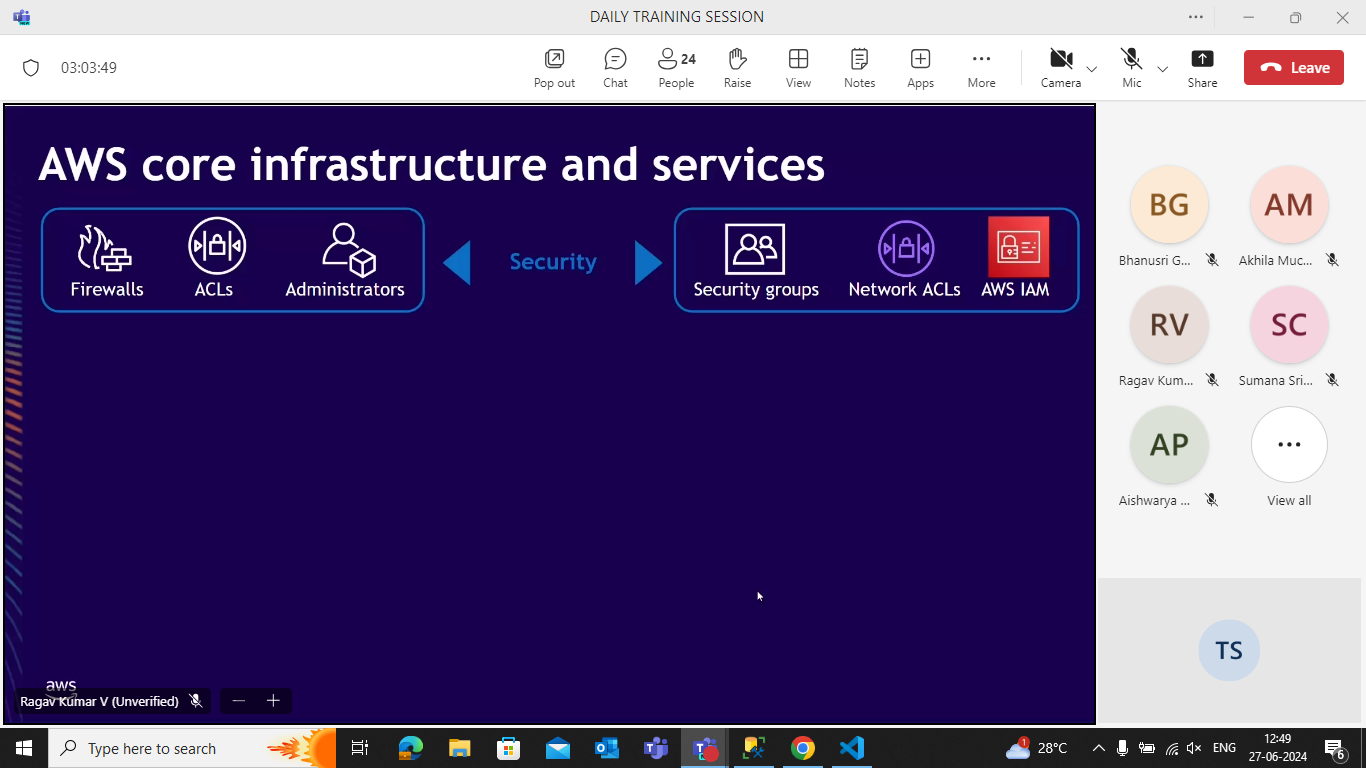 DAILY TRAINING SESSION
03:03:49
Pop out
Chat
24
People
Raise
View
Notes
Apps
More
Camera
Mic
Share
Leave
AWS core infrastructure and services
Firewalls
ACLs
Administrators
Security
Security groups
Network ACLs
AWS IAM
BG
Bhanusri G...
AM
Akhila Muc...
RV
Ragav Kum...
SC
Sumana Sri...
AP
Aishwarya ...
View all
TS
aws
Ragav Kumar V (Unverified)
Type here to search
1
28°C
ENG
12:49
27-06-2024
6